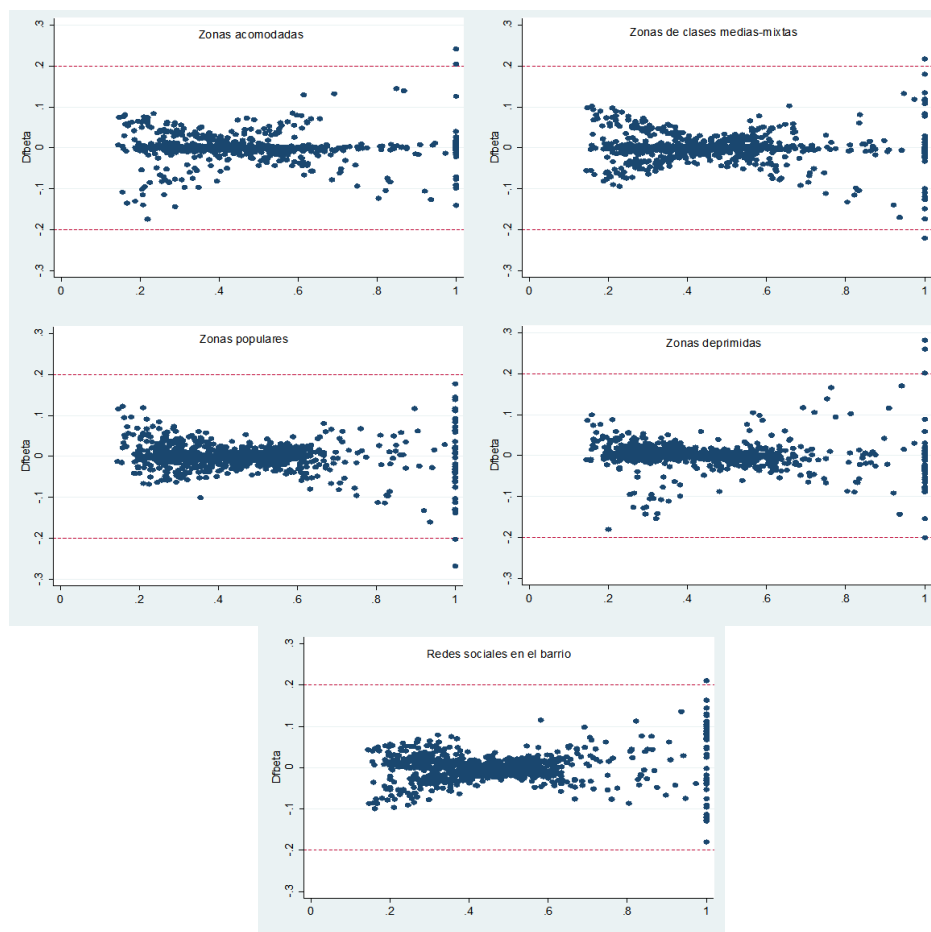 Zonas acomodadas
Dfbeta
.3
.2
.1
0
-.1
-.2
-.3
0 .2 .4 .6 .8 1
Zonas de clases medias-mixtas
Dfbeta
.3
.2
.1
0
-.1
-.2
-.3
0 .2 .4 .6 .8 1
Zonas populares
Dfbeta
.3
.2
.1
0
-.1
-.2
-.3
0 .2 .4 .6 .8 1
Zonas deprimidas
Dfbeta
.3
.2
.1
0
-.1
-.2
-.3
0 .2 .4 .6 .8 1
Redes sociales en el barrio
Dfbeta
.3
.2
.1
0
-.1
-.2
-.3
0 .2 .4 .6 .8 1